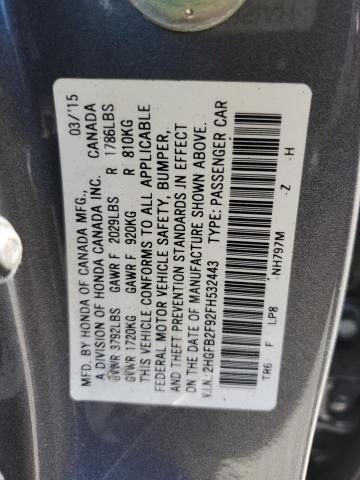 MFD. BY HONDA OF CANADA MFG., 03/'15
A DIVISION OF HONDA CANADA INC. CANADA
GVWR 3792LBS GAWR F 2029LBS R 1786LBS
GVWR 1720KG GAWR F 920KG R 810KG
THIS VEHICLE CONFORMS TO ALL APPLICABLE
FEDERAL MOTOR VEHICLE SAFETY, BUMPER,
AND THEFT PREVENTION STANDARDS IN EFFECT
ON THE DATE OF MANUFACTURE SHOWN ABOVE.
V.I.N.: 2HGFB2F92FH532443 TYPE: PASSENGER CAR
TR6 F LP8 -NH797M -Z -H